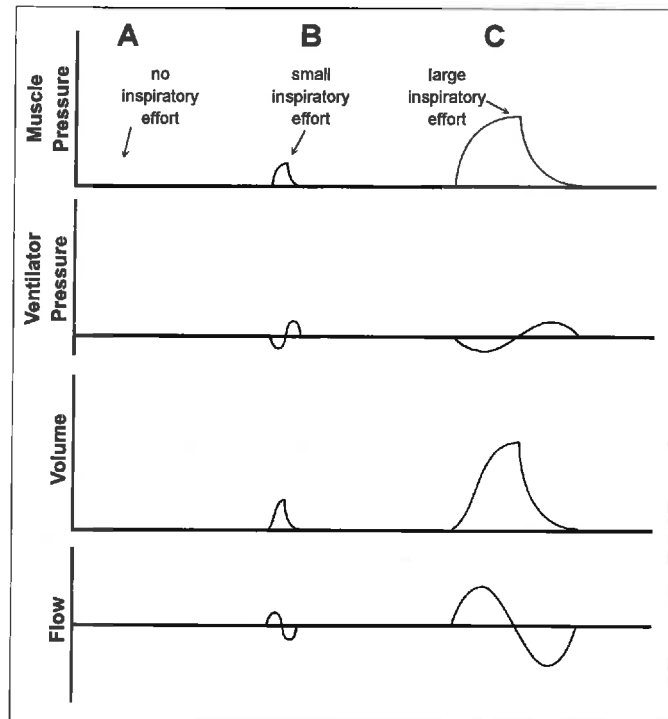 A B C
no
inspiratory
effort
small
inspiratory
effort
large
inspiratory
effort
Muscle
Pressure
Ventilator
Pressure
Volume
Flow